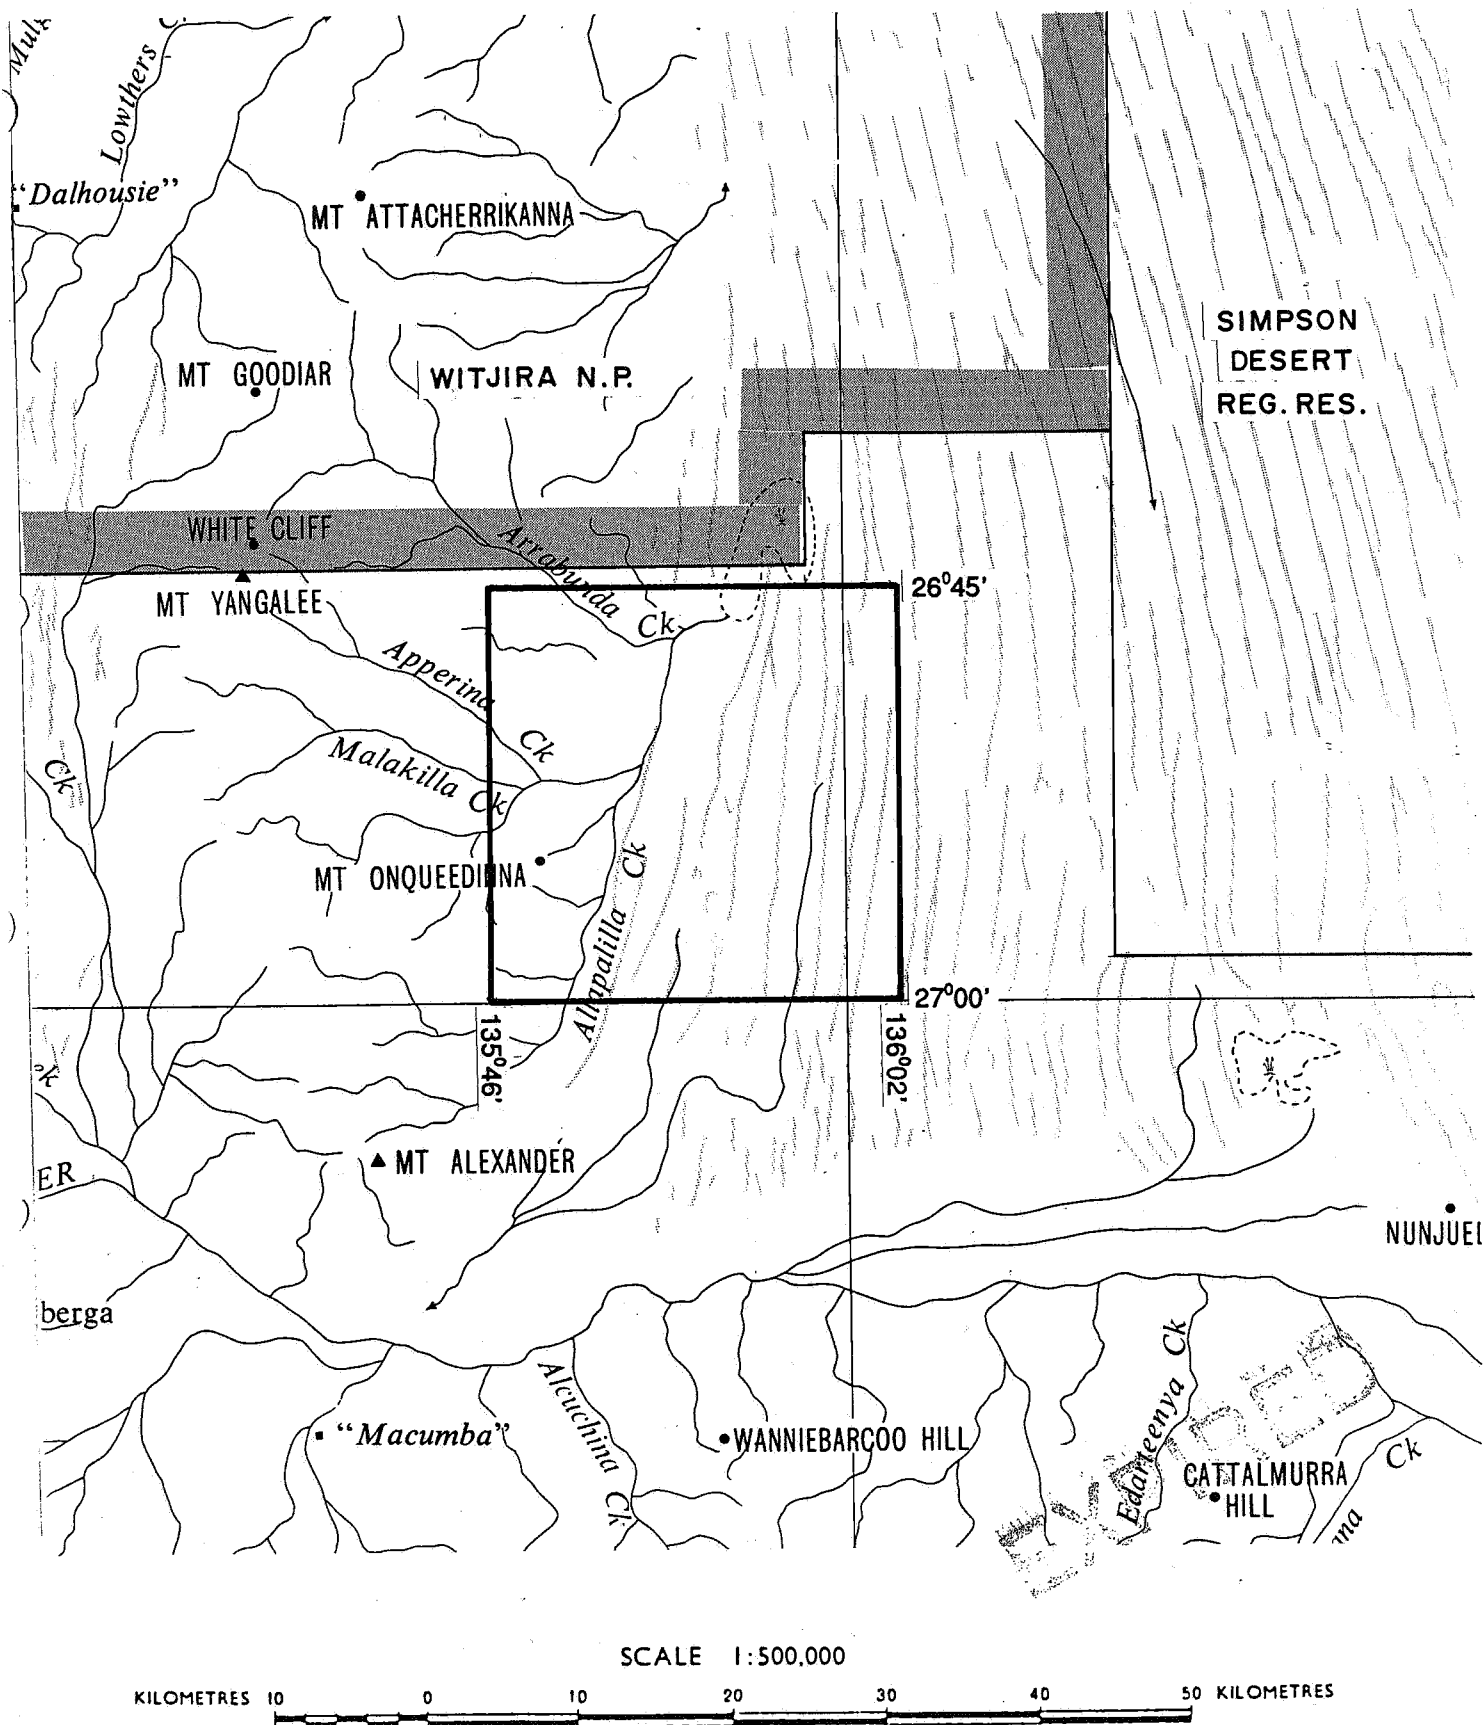 Lowthers C.
"Dalhousie"
MT ATTACHERRIKANNA
SIMPSON
DESERT
REG. RES.
MT GOODIAR
WITJIRA N.P.
WHITE CLIFF
Arrabunda Ck
26°45'
MT YANGALEE
Apperina Ck
Malakilla Ck
Ck
MT ONQUEEDINNA
Allapalilla Ck
27°00'
135°46'
136°02'
ER
MT ALEXANDER
NUNJUEL
berga
Alcuchina Ck
Edarteenya Ck
"Macumba"
WANNIEBARCOO HILL
CATTALMURRA
HILL
Ck
EXPIRED
SCALE 1:500,000
KILOMETRES 10 0 10 20 30 40 50 KILOMETRES